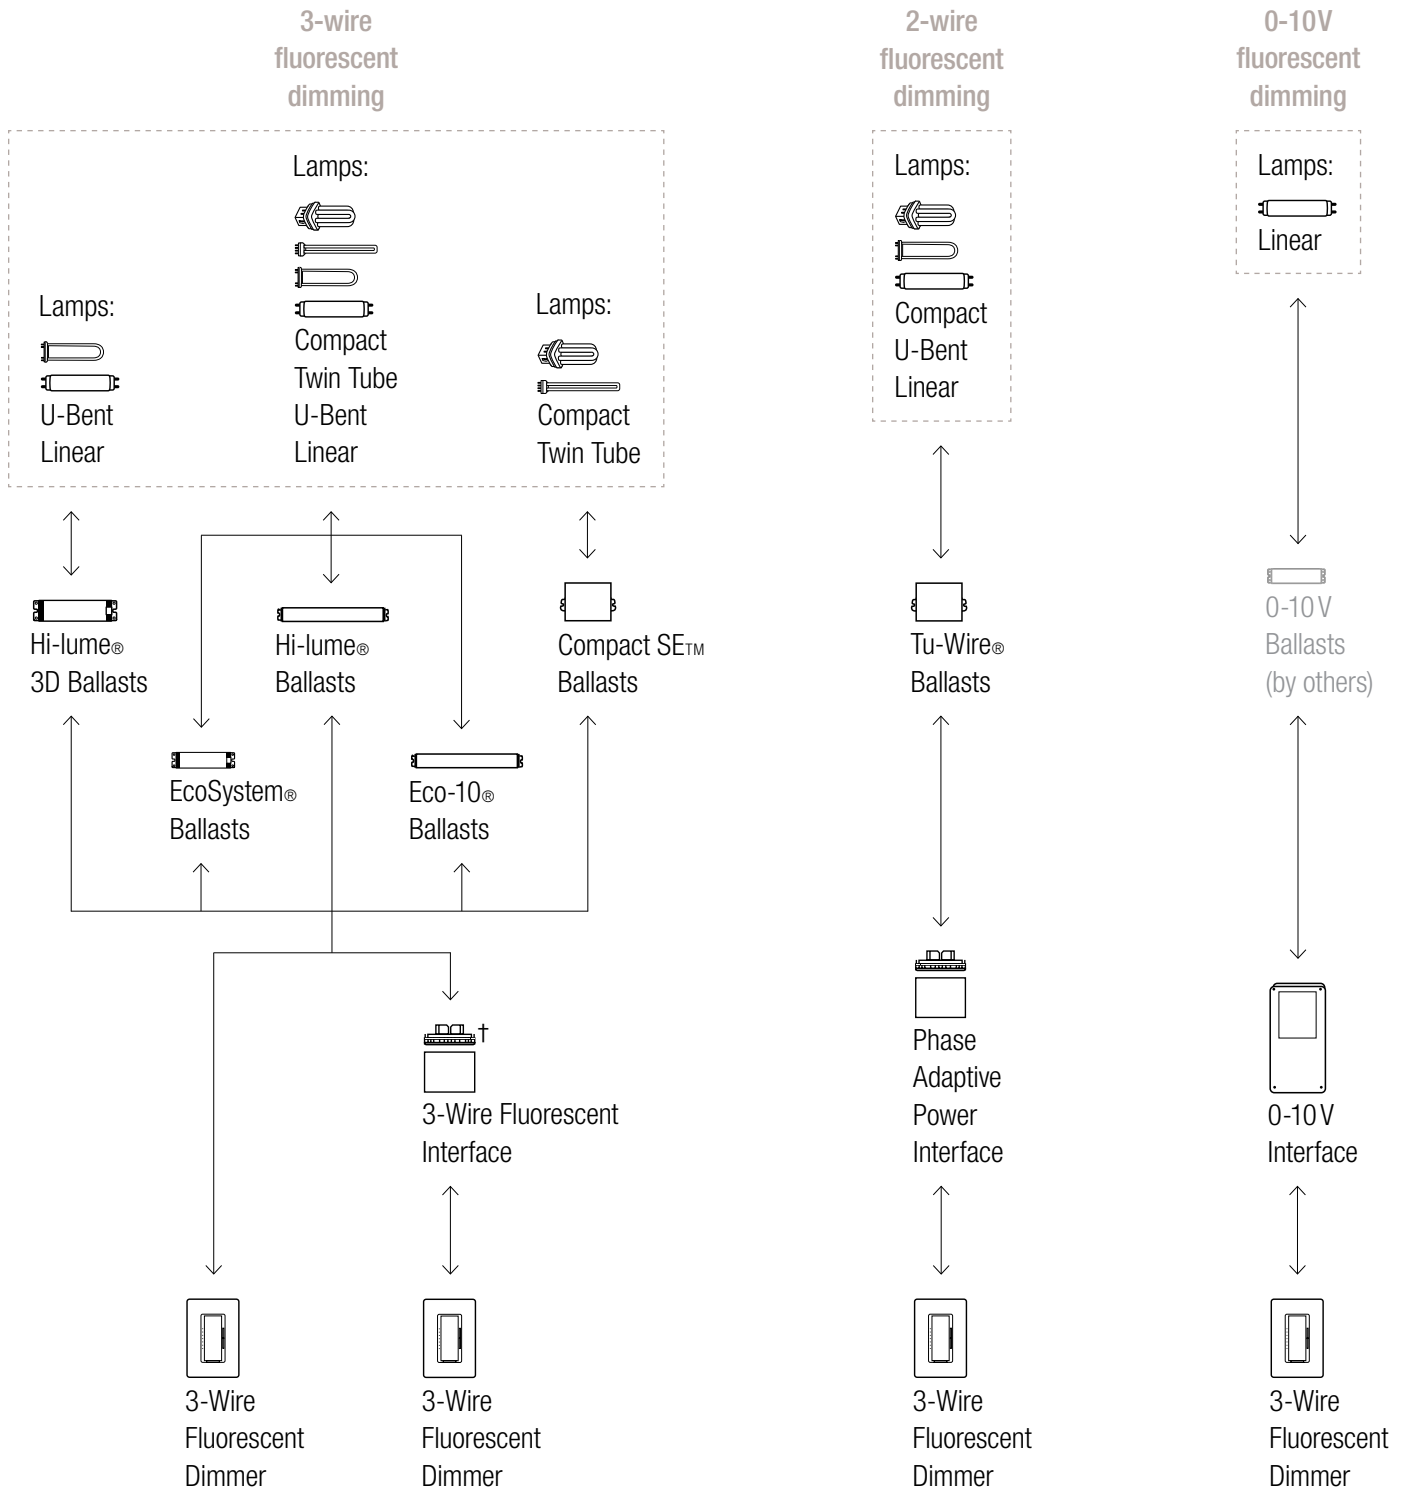 3-wire
fluorescent
dimming
Lamps:
U-Bent
Linear
Lamps:
Compact
Twin Tube
U-Bent
Linear
Lamps:
Compact
Twin Tube
Hi-lume®
3D Ballasts
Hi-lume®
Ballasts
Compact SE™
Ballasts
EcoSystem®
Ballasts
Eco-10®
Ballasts
†
3-Wire Fluorescent
Interface
3-Wire
Fluorescent
Dimmer
3-Wire
Fluorescent
Dimmer
2-wire
fluorescent
dimming
Lamps:
Compact
U-Bent
Linear
Tu-Wire®
Ballasts
Phase
Adaptive
Power
Interface
3-Wire
Fluorescent
Dimmer
0-10V
fluorescent
dimming
Lamps:
Linear
0-10V
Ballasts
(by others)
0-10V
Interface
3-Wire
Fluorescent
Dimmer